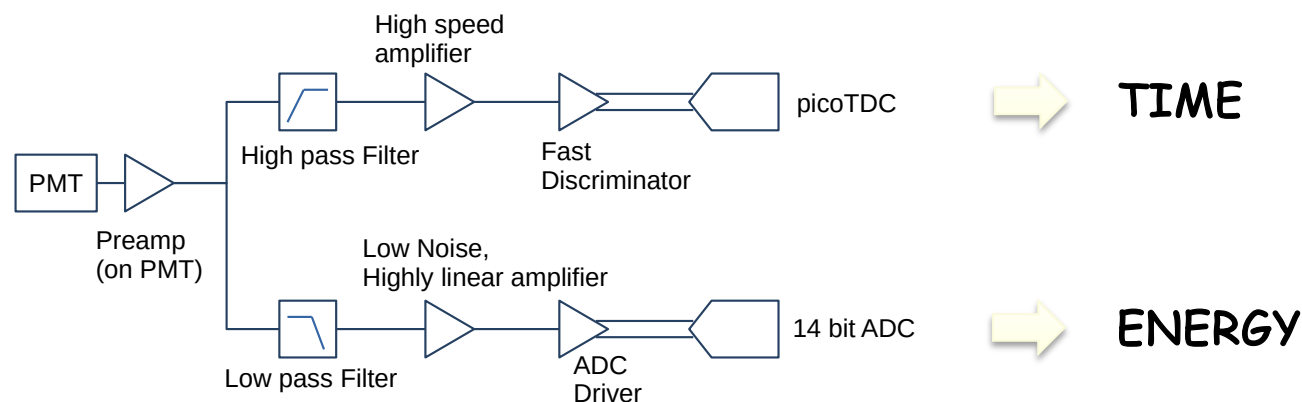 High speed
amplifier
picoTDC
TIME
High pass Filter
Fast
Discriminator
PMT
Preamp
(on PMT)
Low Noise,
Highly linear amplifier
14 bit ADC
ENERGY
Low pass Filter
ADC
Driver